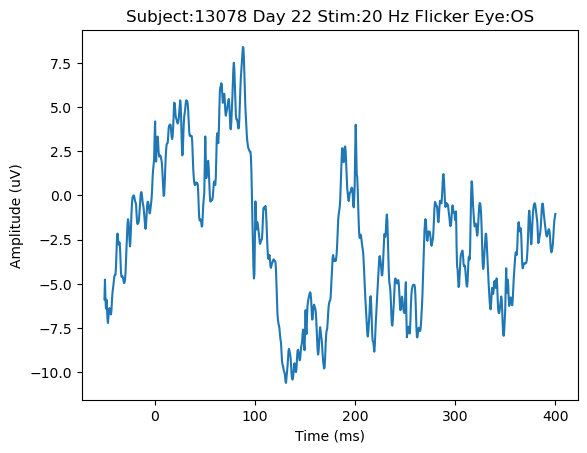 Subject:13078 Day 22 Stim:20 Hz Flicker Eye:OS
7.5
5.0
2.5
0.0
−2.5
−5.0
−7.5
−10.0
Amplitude (uV)
0 100 200 300 400
Time (ms)